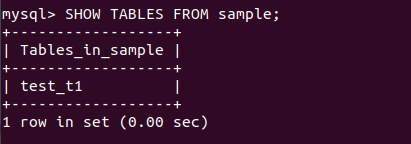 mysql> SHOW TABLES FROM sample;
+------------------+
| Tables_in_sample |
+------------------+
| test_t1          |
+------------------+
1 row in set (0.00 sec)